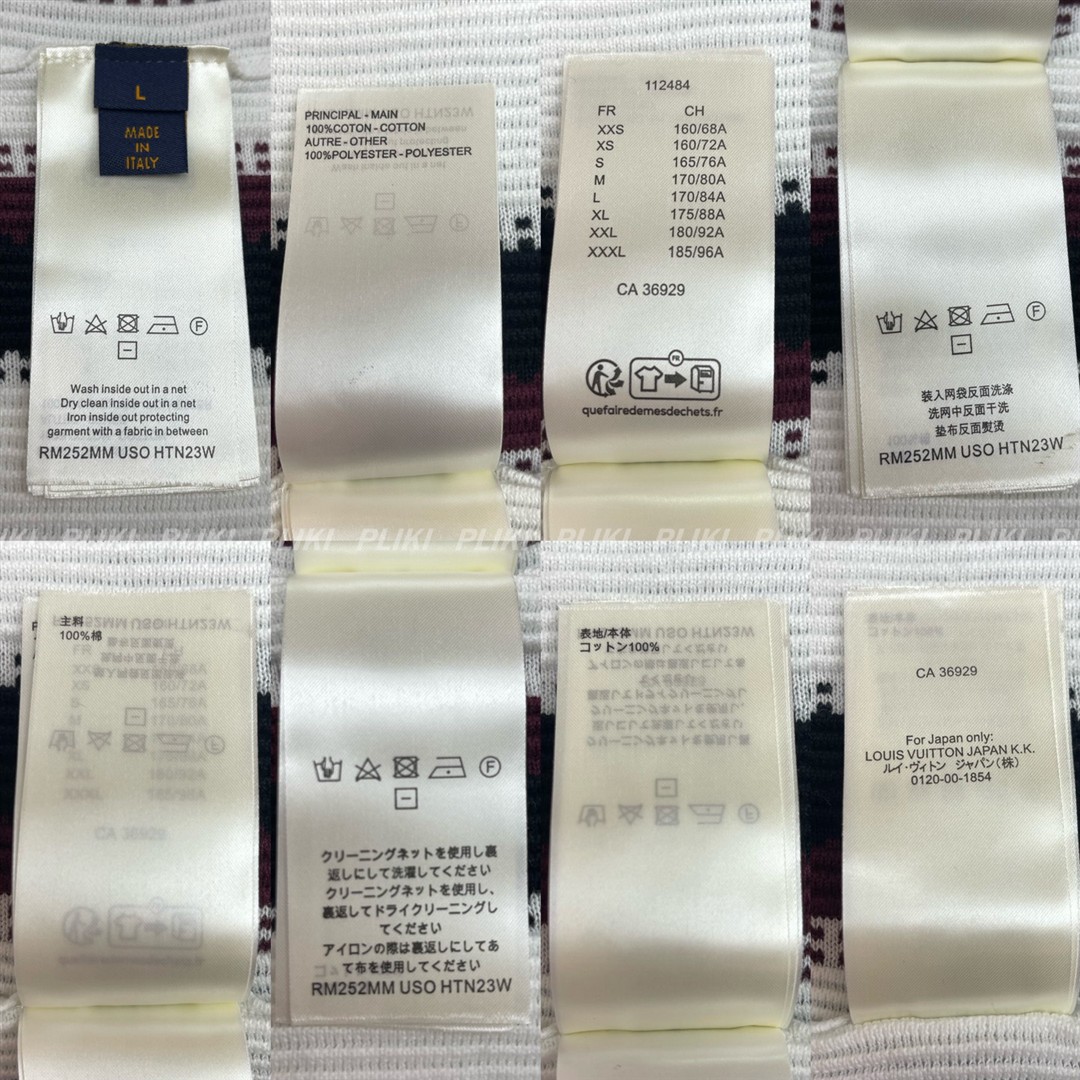 L
MADE
IN
ITALY
Wash inside out in a net
Dry clean inside out in a net
Iron inside out protecting
garment with a fabric in between
RM252MM USO HTN23W
PRINCIPAL - MAIN
100%COTON - COTTON
AUTRE - OTHER
100%POLYESTER - POLYESTER
112484
FR CH
XXS 160/68A
XS 160/72A
S 165/76A
M 170/80A
L 170/84A
XL 175/88A
XXL 180/92A
XXXL 185/96A
CA 36929
FR
quefairedemesdechets.fr
F
装入网袋反面洗涤
洗网中反面干洗
垫布反面熨烫
RM252MM USO HTN23W
PLIKI PLIKI PLIKI PLIKI PLIKI PLIKI
主料
100%棉
クリーニングネットを使用し裏
返しにして洗濯してください
クリーニングネットを使用し、
裏返してドライクリーニングし
てください
アイロンの際は裏返しにしてあ
て布を使用してください
RM252MM USO HTN23W
表地/本体
コットン100%
CA 36929
For Japan only:
LOUIS VUITTON JAPAN K.K.
ルイ・ヴィトン ジャパン(株)
0120-00-1854